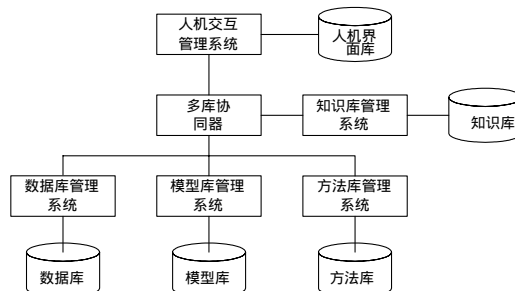 人机交互
管理系统
人机界
面库
多库协
同器
知识库管理
系统
知识库
数据库管理
系统
模型库管理
系统
方法库管理
系统
数据库
模型库
方法库